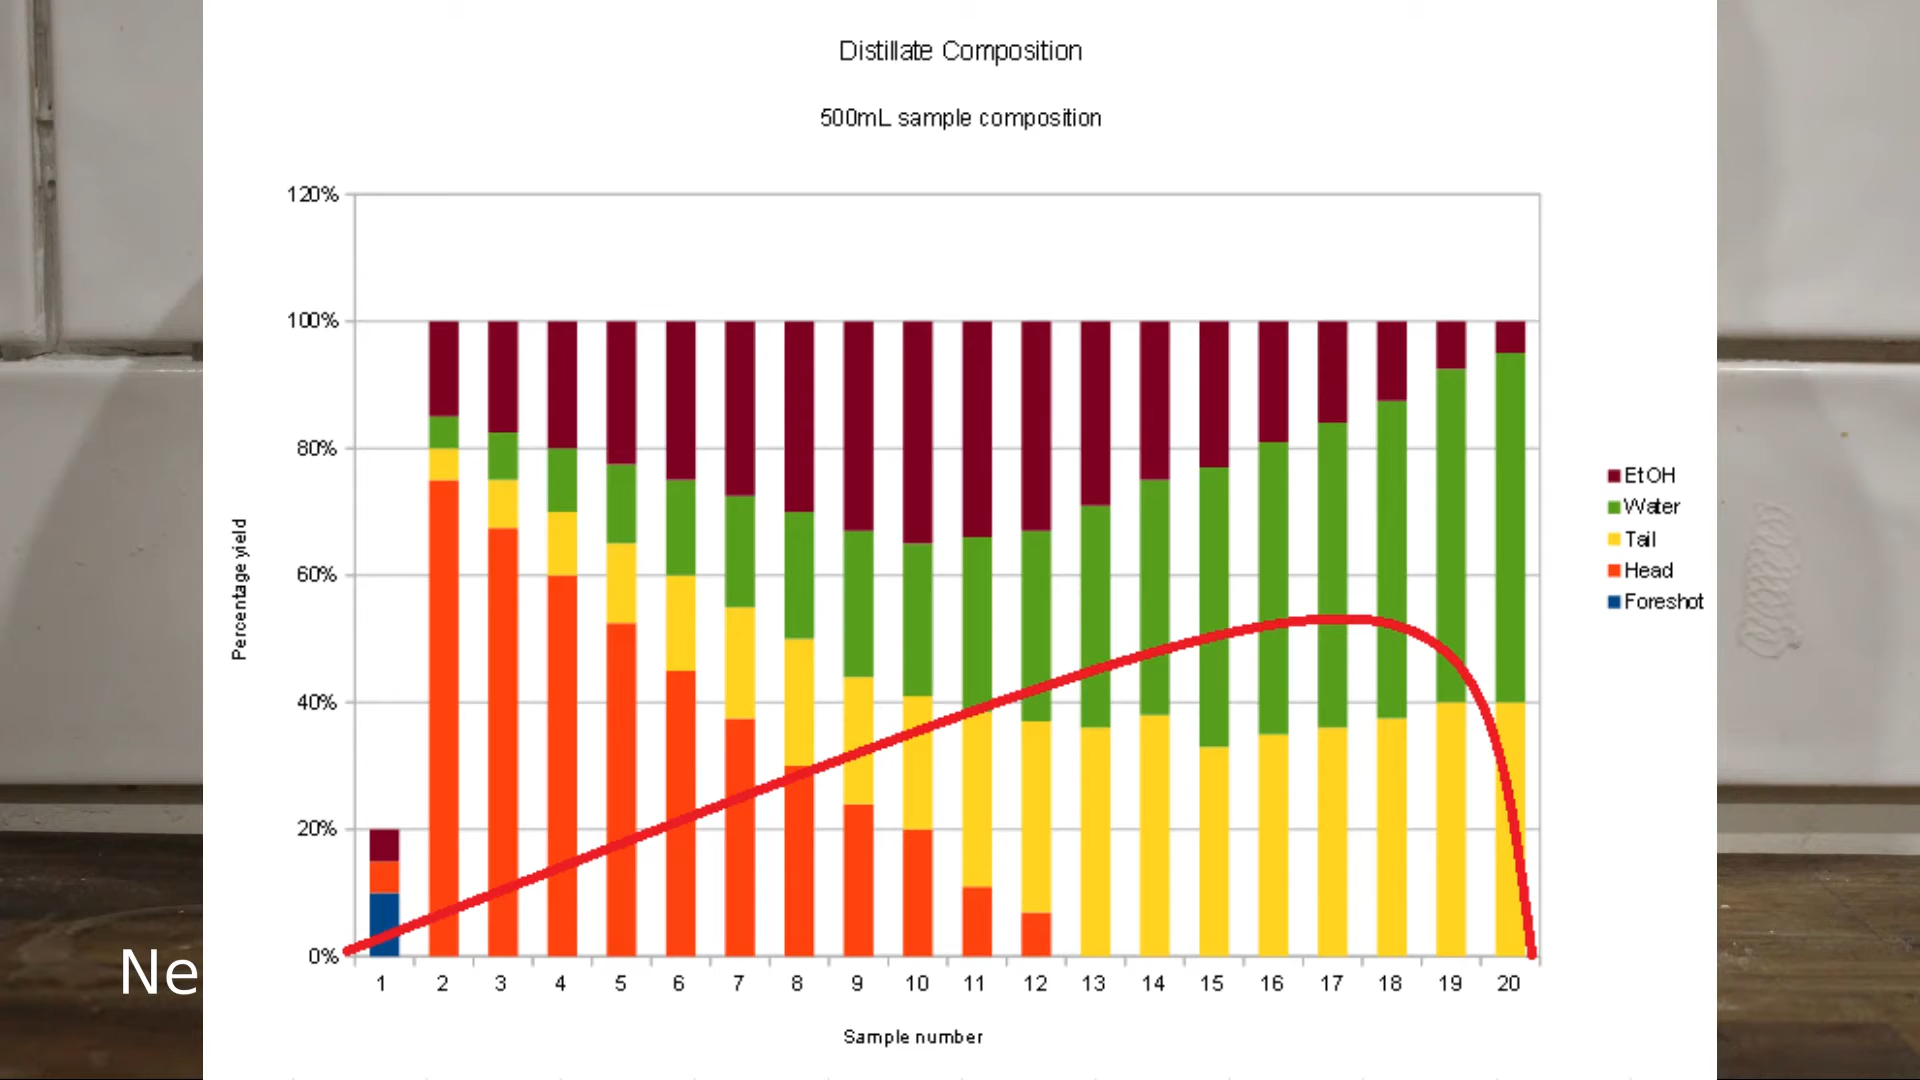 Distillate Composition
500mL sample composition
120%
100%
80%
60%
40%
20%
0%
Percentage yield
1 2 3 4 5 6 7 8 9 10 11 12 13 14 15 16 17 18 19 20
Sample number
EtOH
Water
Tail
Head
Foreshot
Ne